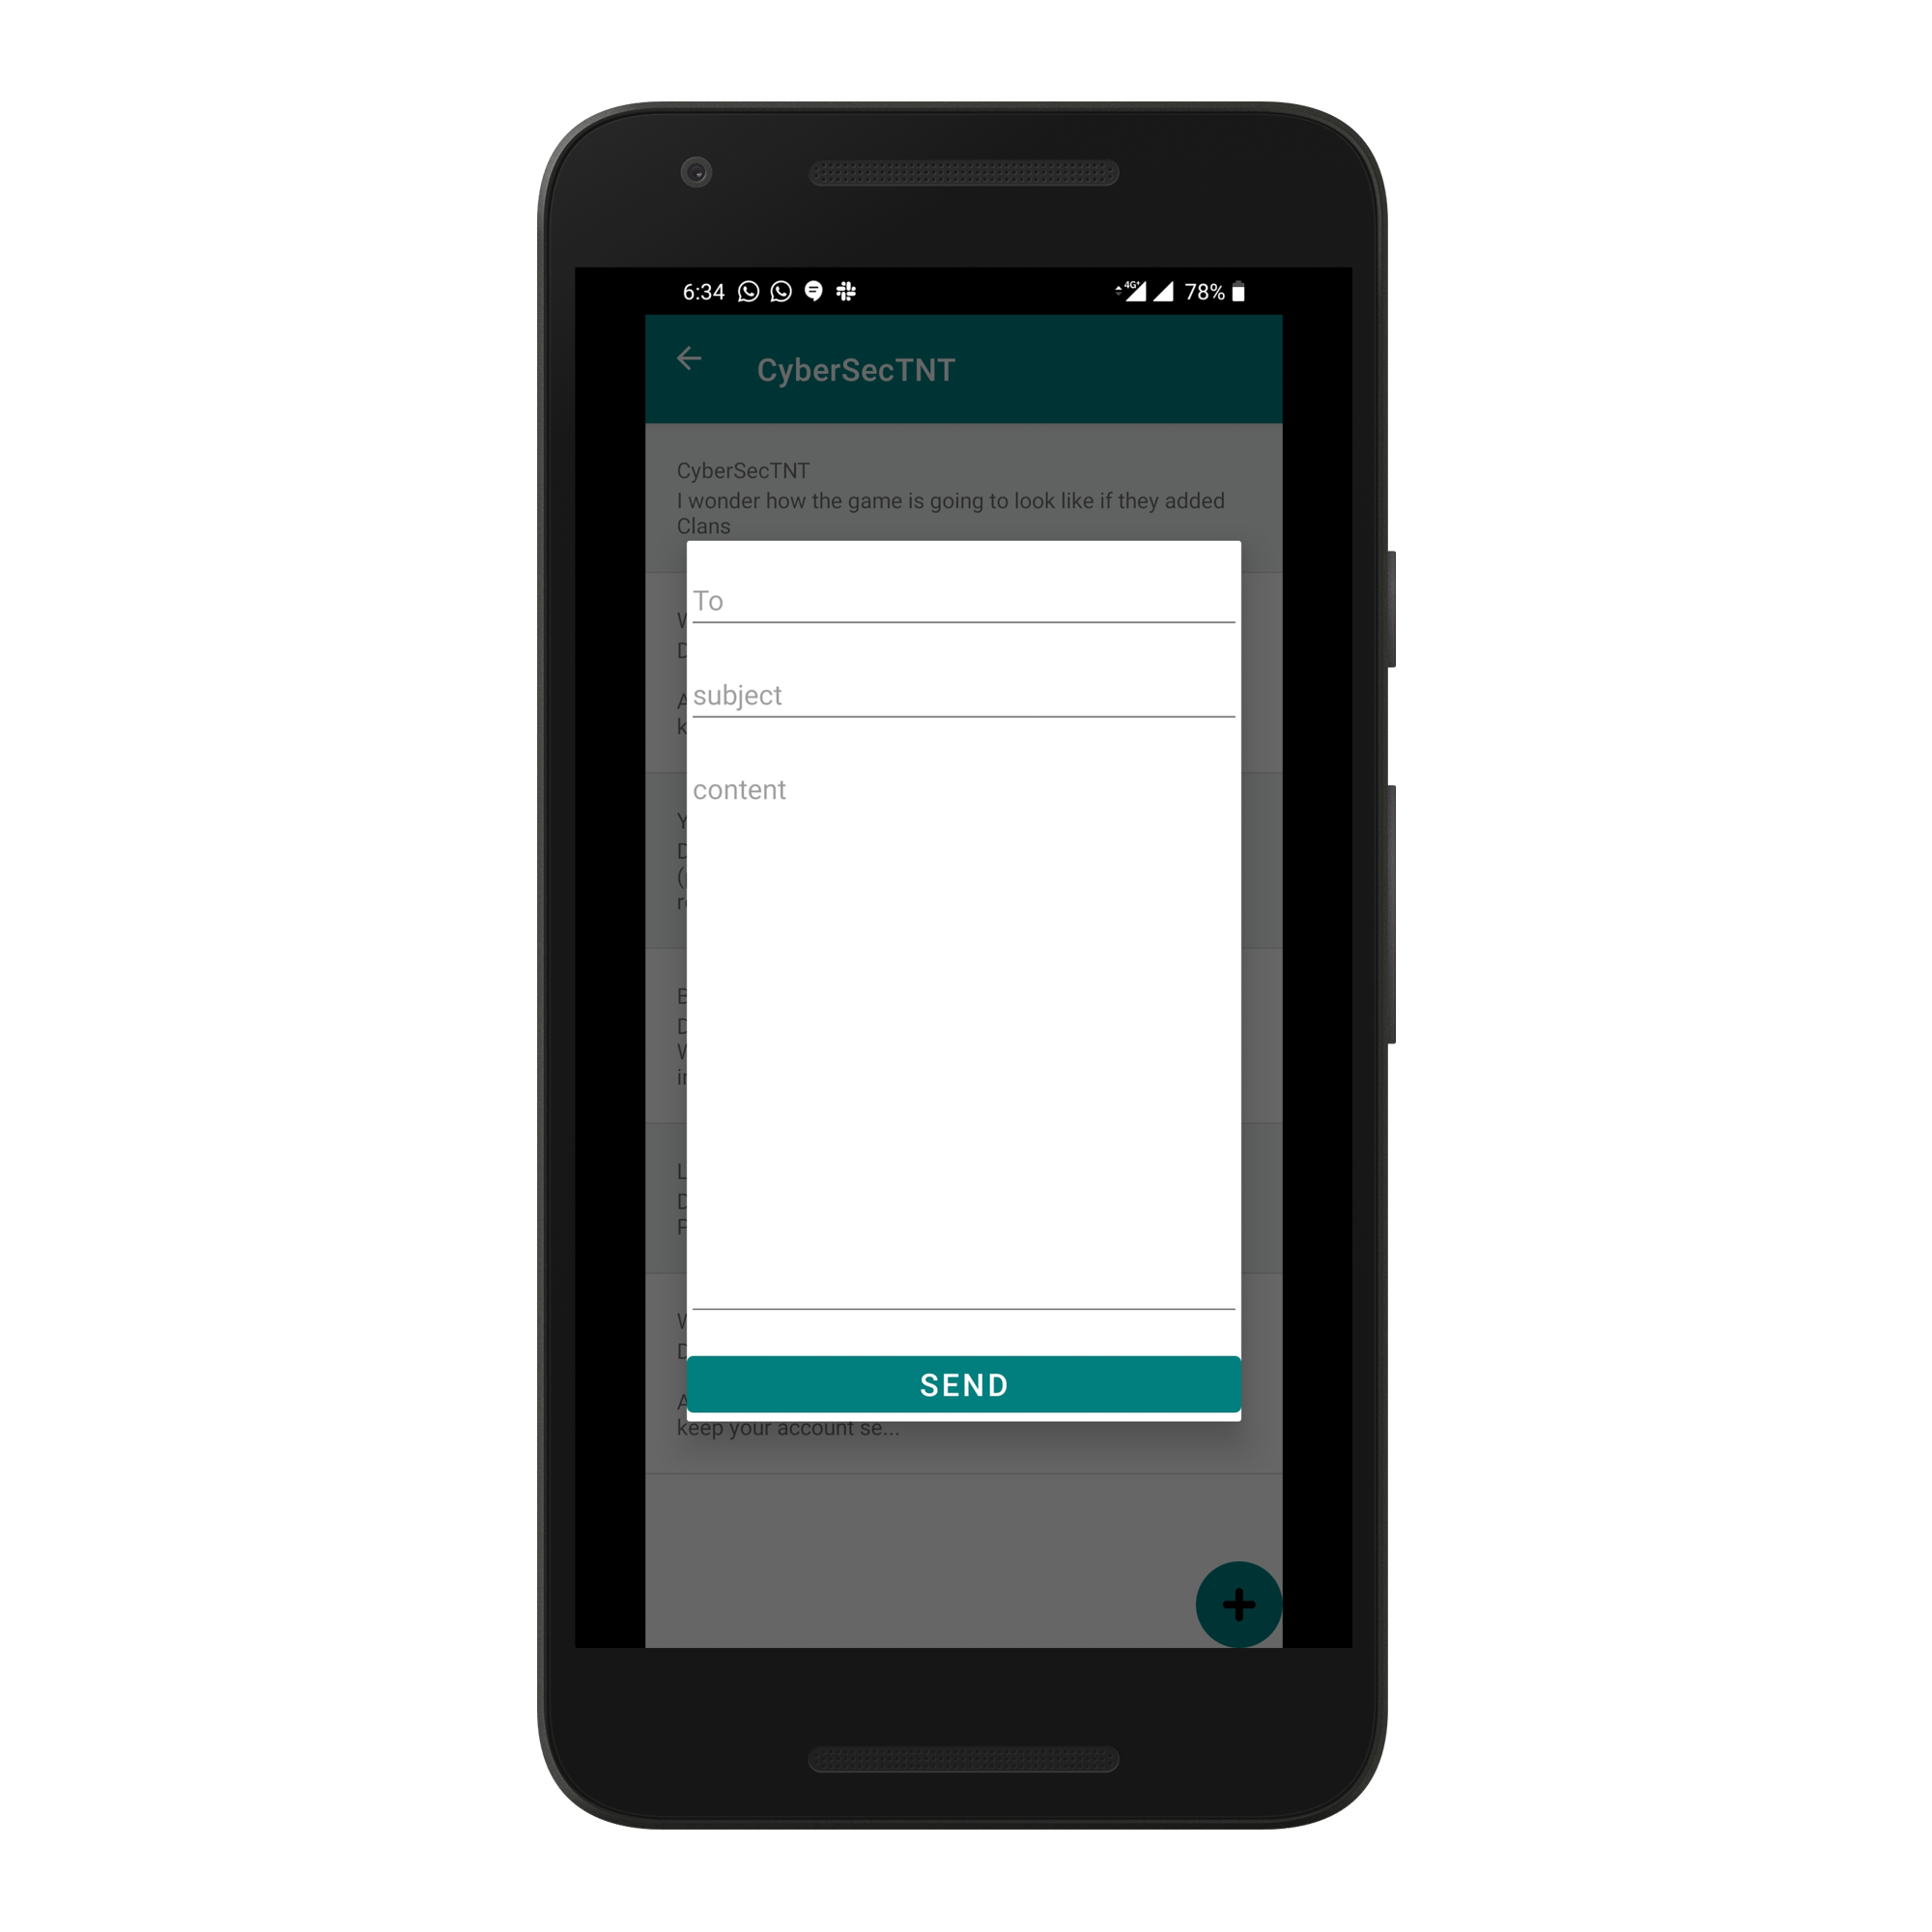 6:34 4G+ 78%
CyberSecTNT
CyberSecTNT
I wonder how the game is going to look like if they added
Clans
To
subject
content
SEND
keep your account se...